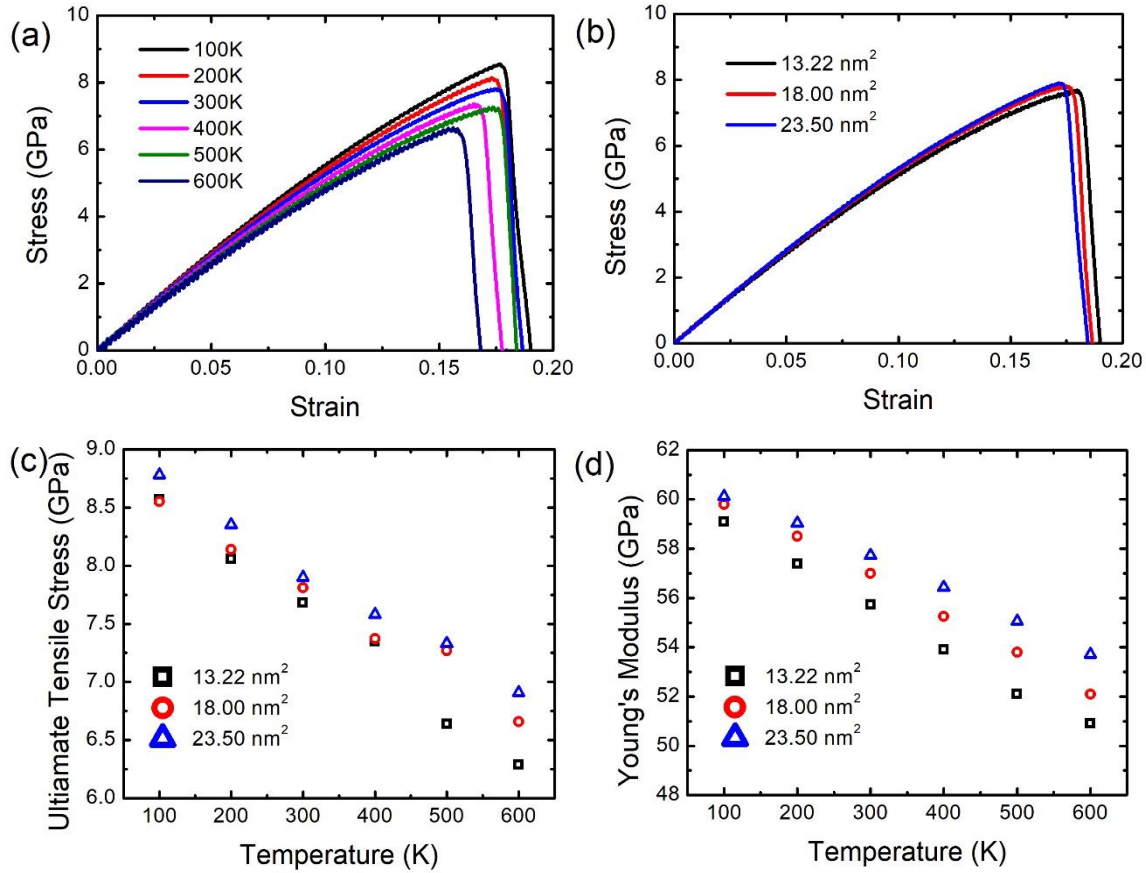 (a)
10
8
6
4
2
0
Stress (GPa)
100K
200K
300K
400K
500K
600K
0.00 0.05 0.10 0.15 0.20
Strain
(b)
10
8
6
4
2
0
Stress (GPa)
13.22 nm²
18.00 nm²
23.50 nm²
0.00 0.05 0.10 0.15 0.20
Strain
(c)
9.0
8.5
8.0
7.5
7.0
6.5
6.0
Ultiamate Tensile Stress (GPa)
13.22 nm²
18.00 nm²
23.50 nm²
100 200 300 400 500 600
Temperature (K)
(d)
62
60
58
56
54
52
50
48
Young's Modulus (GPa)
13.22 nm²
18.00 nm²
23.50 nm²
100 200 300 400 500 600
Temperature (K)